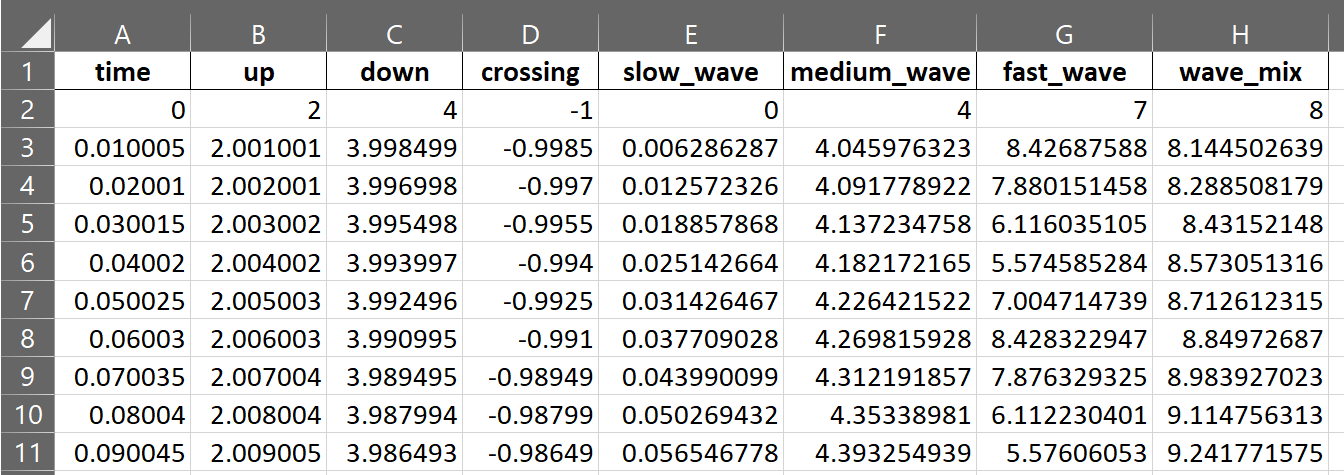 A B C D E F G H
1 time up down crossing slow_wave medium_wave fast_wave wave_mix
2 0 2 4 -1 0 4 7 8
3 0.010005 2.001001 3.998499 -0.9985 0.006286287 4.045976323 8.42687588 8.144502639
4 0.02001 2.002001 3.996998 -0.997 0.012572326 4.091778922 7.880151458 8.288508179
5 0.030015 2.003002 3.995498 -0.9955 0.018857868 4.137234758 6.116035105 8.43152148
6 0.04002 2.004002 3.993997 -0.994 0.025142664 4.182172165 5.574585284 8.573051316
7 0.050025 2.005003 3.992496 -0.9925 0.031426467 4.226421522 7.004714739 8.712612315
8 0.06003 2.006003 3.990995 -0.991 0.037709028 4.269815928 8.428322947 8.84972687
9 0.070035 2.007004 3.989495 -0.98949 0.043990099 4.312191857 7.876329325 8.983927023
10 0.08004 2.008004 3.987994 -0.98799 0.050269432 4.35338981 6.112230401 9.114756313
11 0.090045 2.009005 3.986493 -0.98649 0.056546778 4.393254939 5.57606053 9.241771575